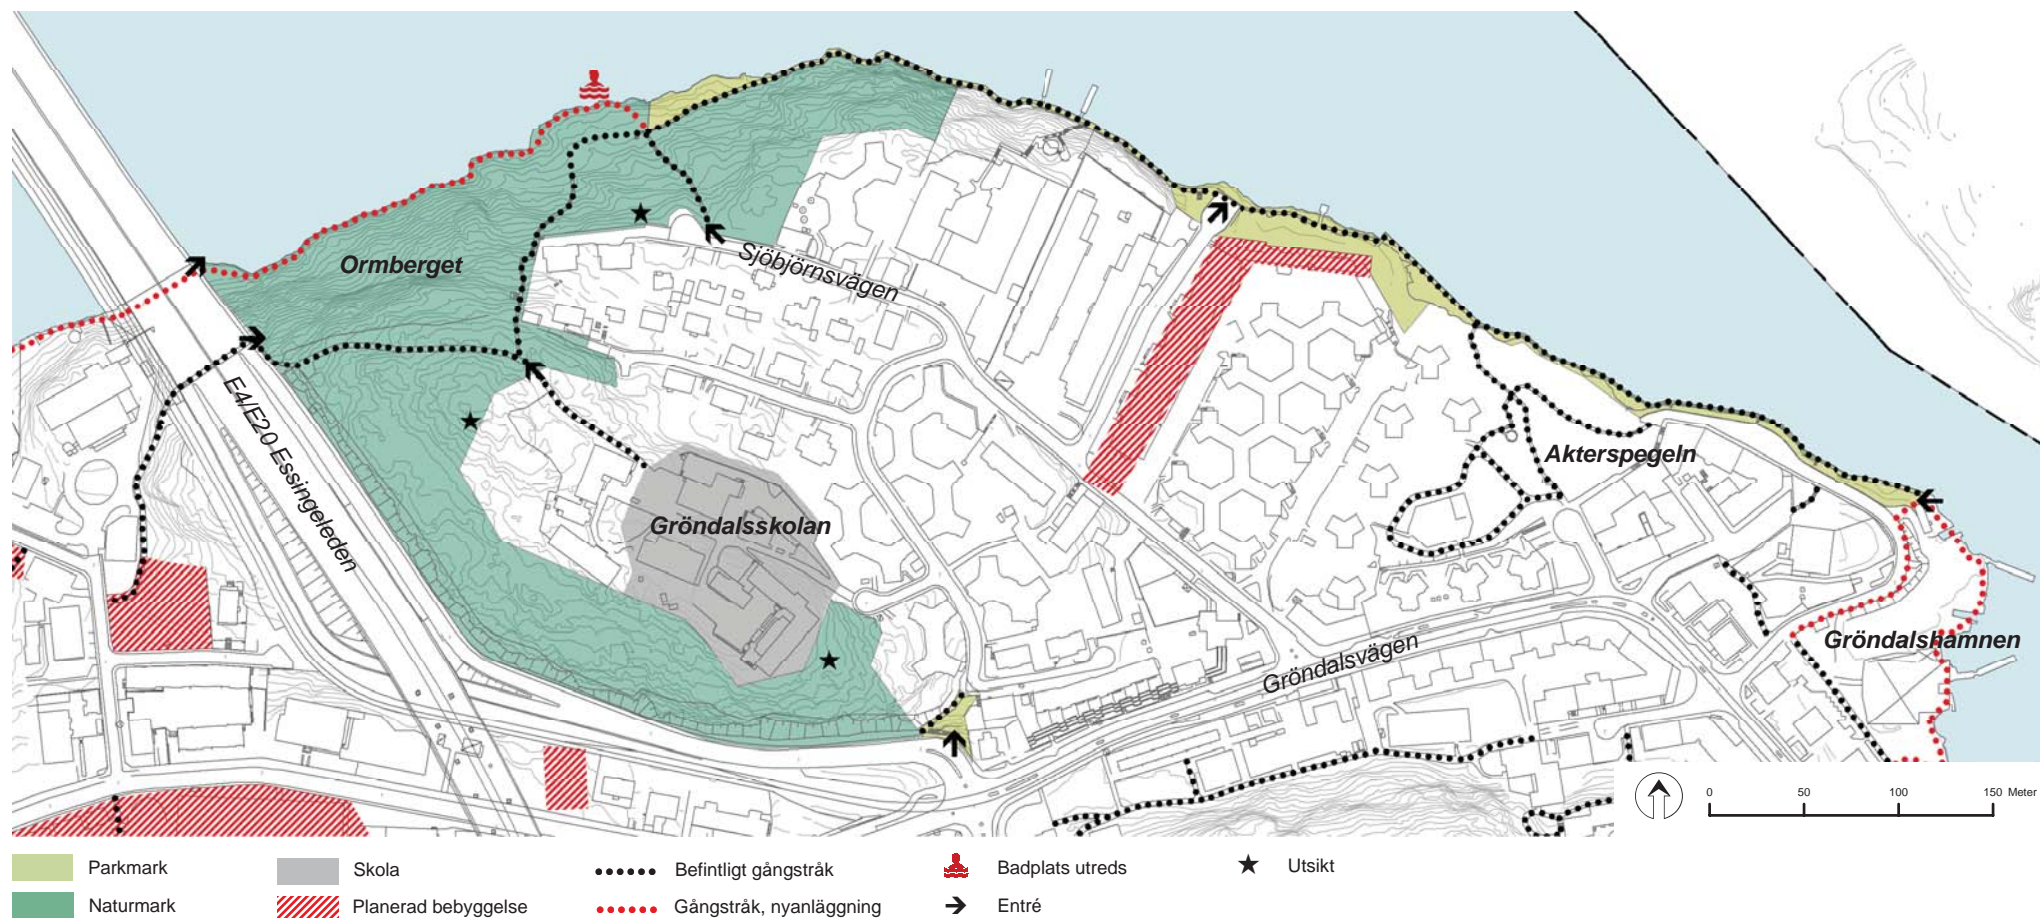 Ormberget
Sjöbjörnsvägen
E4/E20 Essingeleden
Akterspegeln
Gröndalsskolan
Gröndalshamnen
Gröndalsvägen
0 50 100 150 Meter
Parkmark
Skola
Befintligt gångstråk
Badplats utreds
Utsikt
Naturmark
Planerad bebyggelse
Gångstråk, nyanläggning
Entré